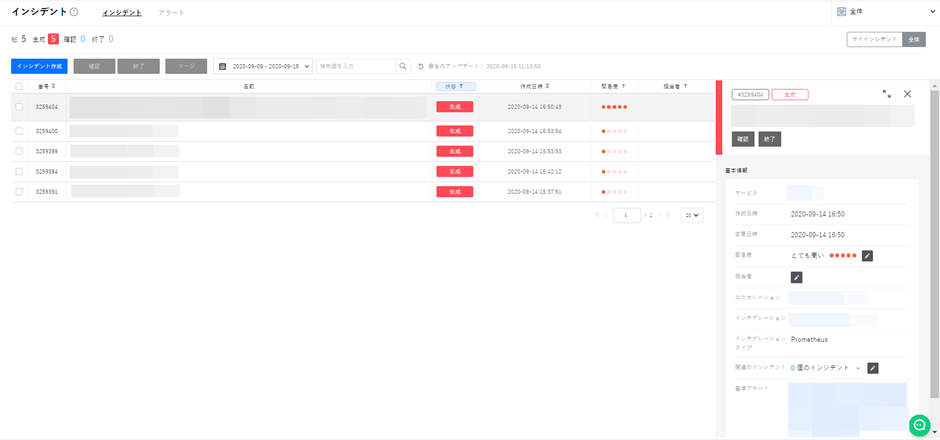 インシデント ? インシデント アラート 全体
総 5 生成 5 確認 0 終了 0 マイインシデント 全体
インシデント作成 確認 終了 マージ 2020-09-09 - 2020-09-15 検索語を入力 最後のアップデート： 2020-09-15 11:13:50
番号 名前 状態 作成日時 緊急度 担当者
3259404 生成 2020-09-14 16:50:43
3259400 生成 2020-09-14 15:53:54
3259399 生成 2020-09-14 15:53:53
3259394 生成 2020-09-14 15:42:12
3259391 生成 2020-09-14 15:37:51
1 / 1 20
#3259404 生成
確認 終了
基本情報
サービス
作成日時 2020-09-14 16:50
変更日時 2020-09-14 16:50
緊急度 とても高い
担当者
エスカレーション
インテグレーション
インテグレーション
タイプ Prometheus
関連のインシデント 0 個のインシデント
基準アラート